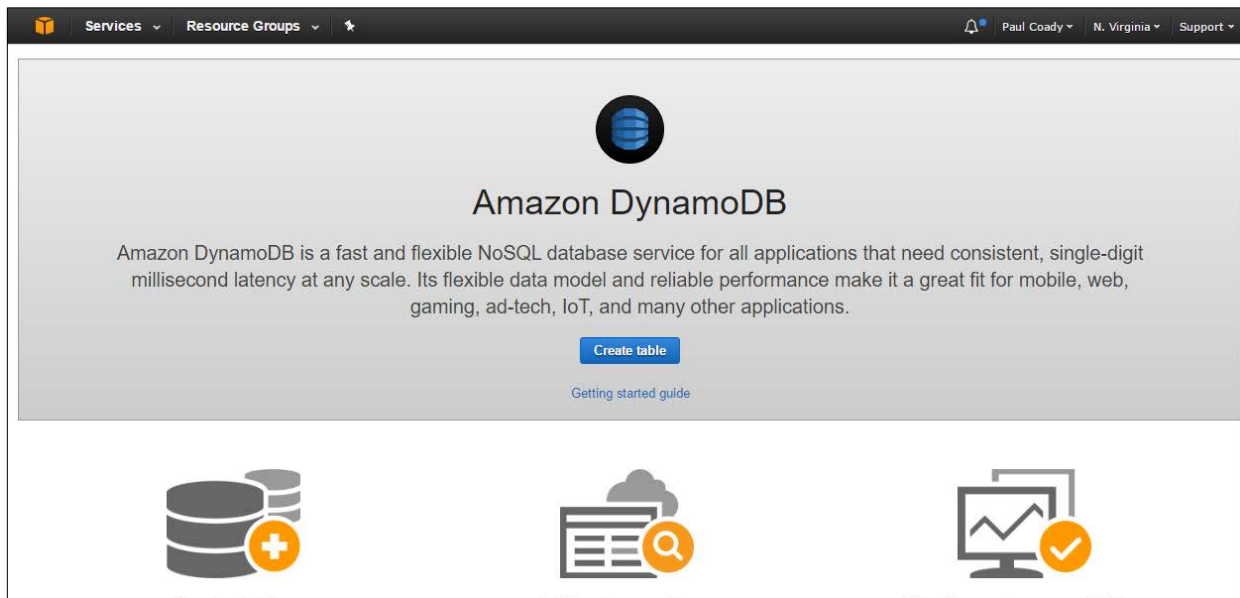 Services Resource Groups Paul Coady N. Virginia Support
Amazon DynamoDB
Amazon DynamoDB is a fast and flexible NoSQL database service for all applications that need consistent, single-digit
millisecond latency at any scale. Its flexible data model and reliable performance make it a great fit for mobile, web,
gaming, ad-tech, IoT, and many other applications.
Create table
Getting started guide